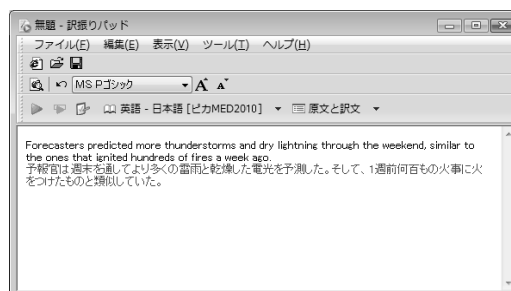 無題 - 訳振りパッド
ファイル(F) 編集(E) 表示(V) ツール(T) ヘルプ(H)
MS Pゴシック A A
英語 - 日本語 [ピカMED2010] 原文と訳文
Forecasters predicted more thunderstorms and dry lightning through the weekend, similar to
the ones that ignited hundreds of fires a week ago.
予報官は週末を通してより多くの雷雨と乾燥した電光を予測した。そして、1週前何百もの火事に火
をつけたものと類似していた。